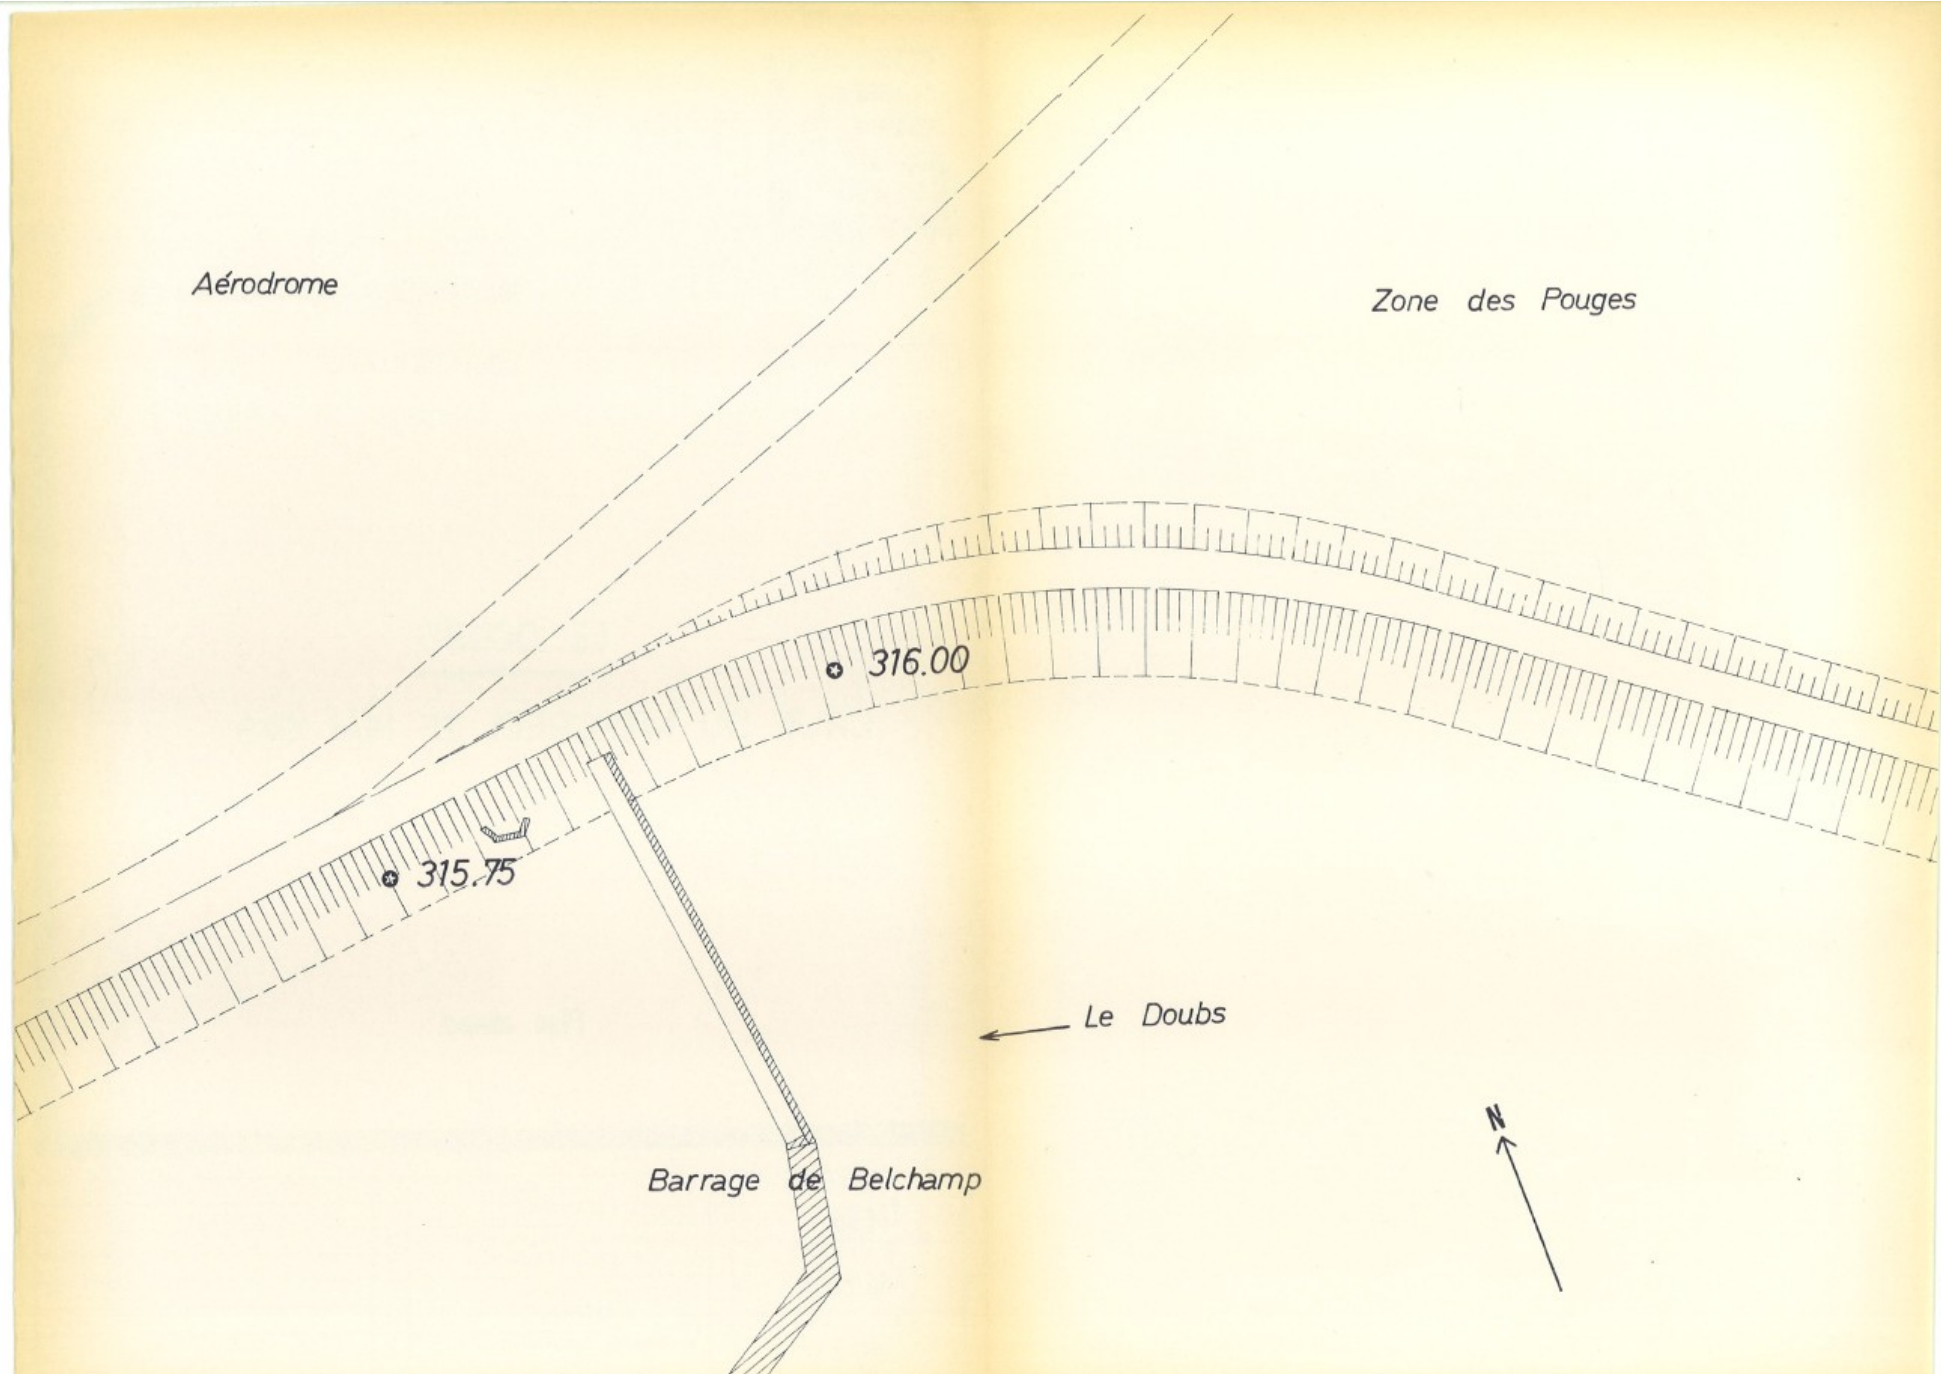 Aérodrome
Zone des Pouges
316.00
315.75
Le Doubs
N
Barrage de Belchamp